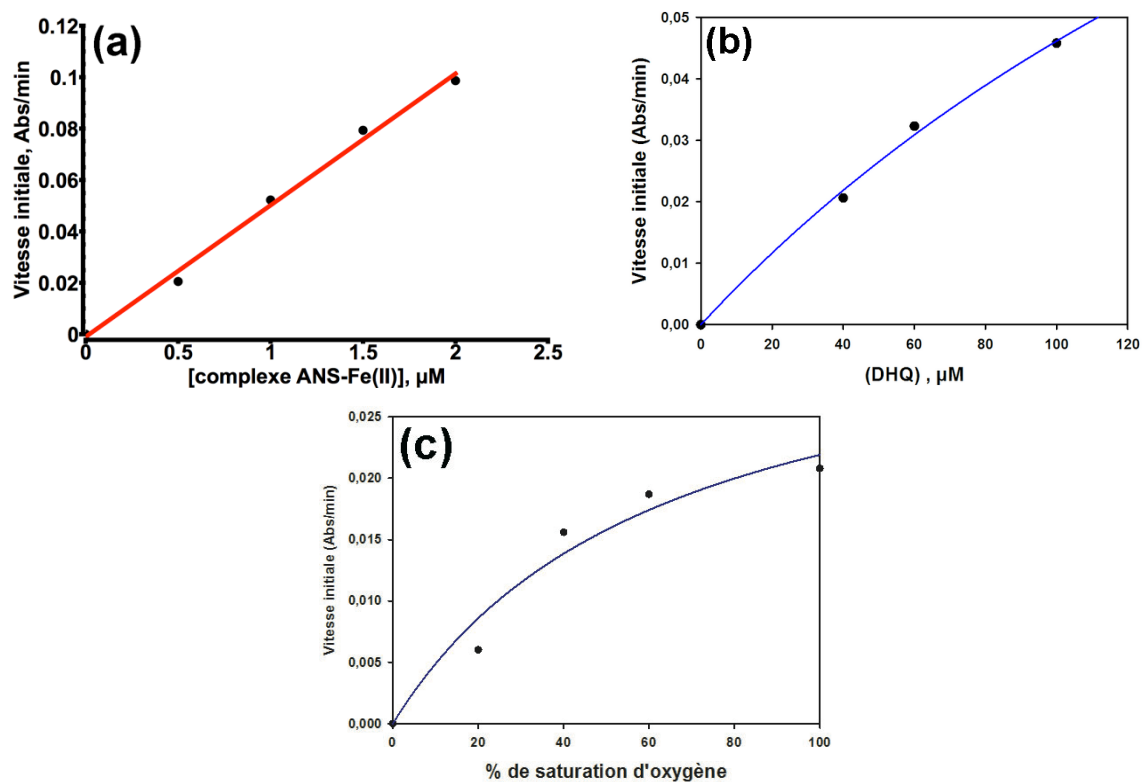 (a)
Vitesse initiale, Abs/min
0.12
0.1
0.08
0.06
0.04
0.02
0
0 0.5 1 1.5 2 2.5
[complexe ANS-Fe(II)], µM
(b)
Vitesse initiale (Abs/min)
0,05
0,04
0,03
0,02
0,01
0,00
0 20 40 60 80 100 120
(DHQ) , µM
(c)
Vitesse initiale (Abs/min)
0,025
0,020
0,015
0,010
0,005
0,000
0 20 40 60 80 100
% de saturation d'oxygène